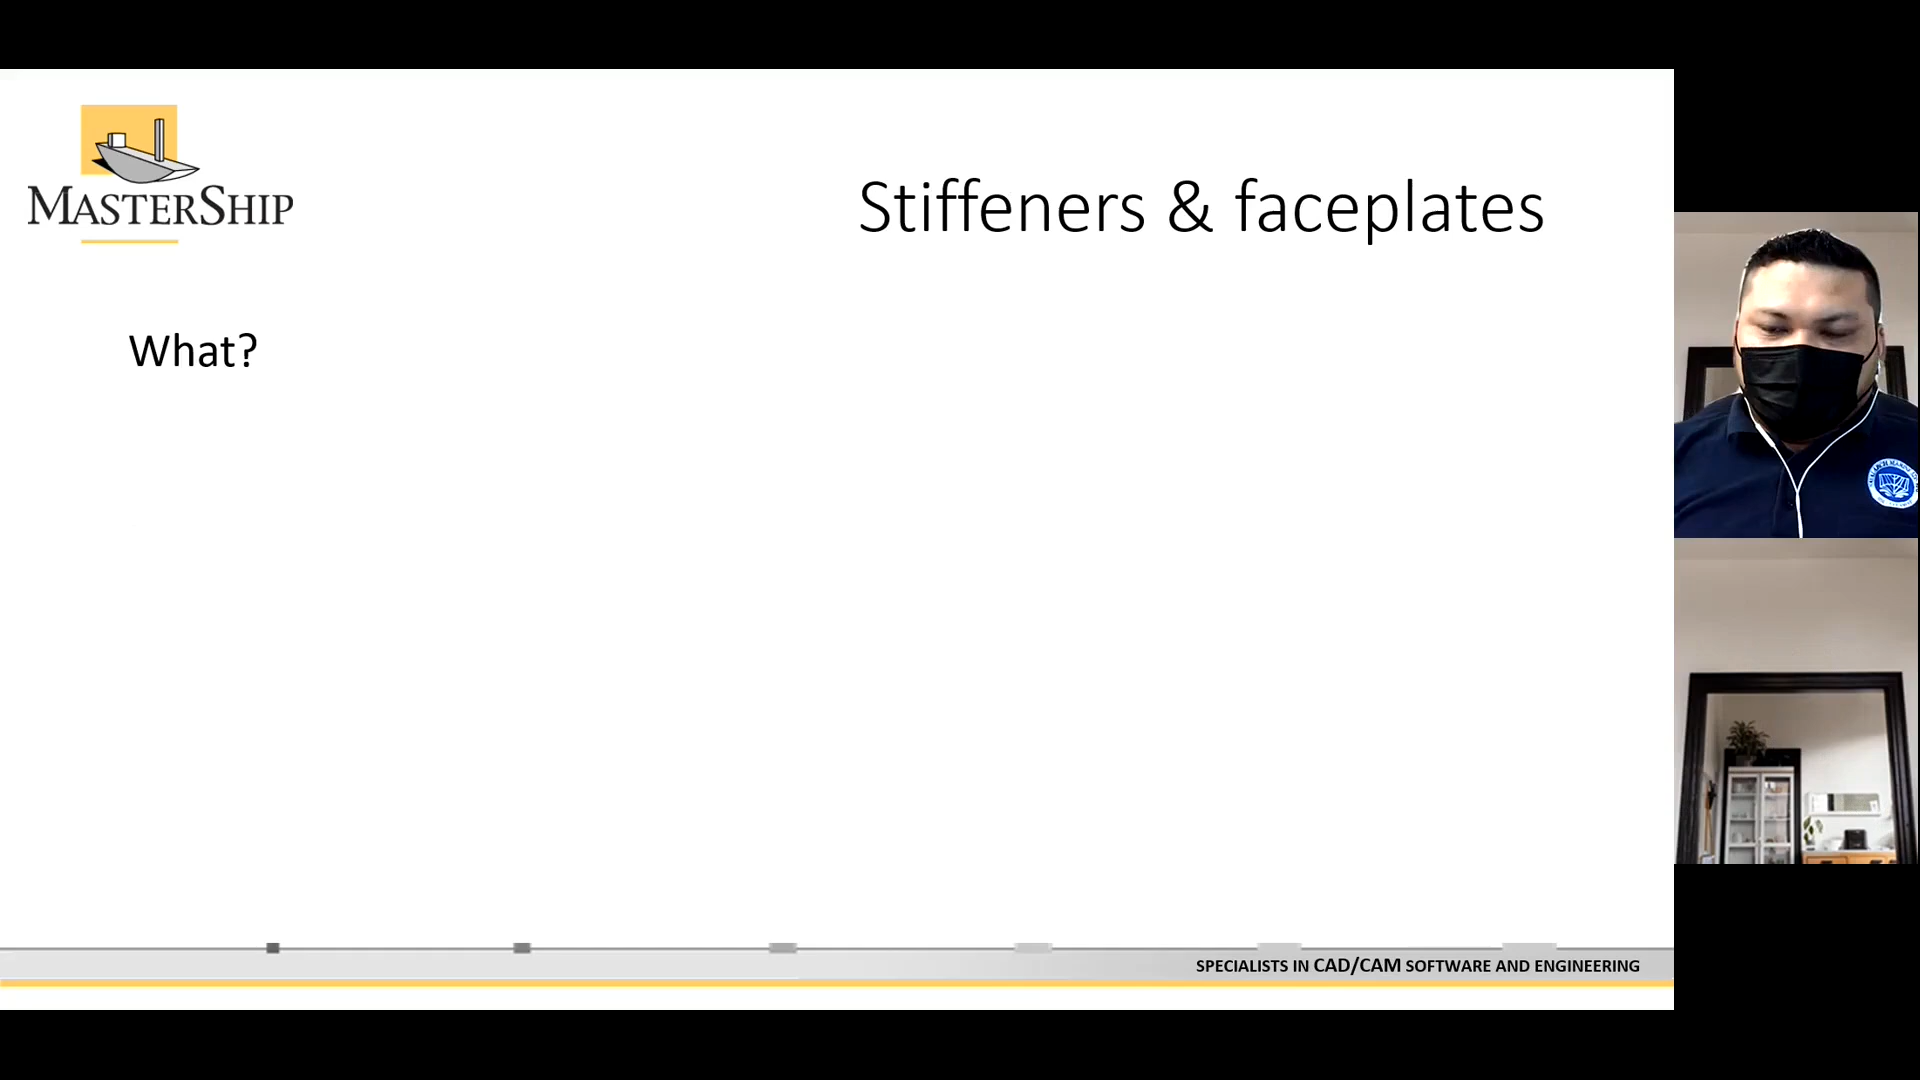 MASTERSHIP
Stiffeners & faceplates
What?
SPECIALISTS IN CAD/CAM SOFTWARE AND ENGINEERING